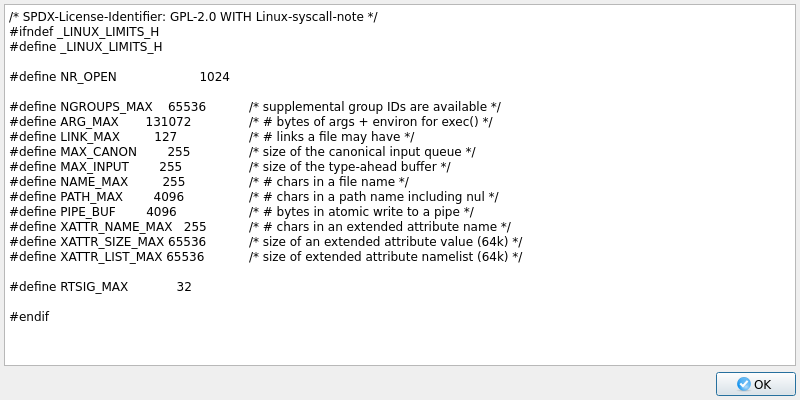 /* SPDX-License-Identifier: GPL-2.0 WITH Linux-syscall-note */
#ifndef _LINUX_LIMITS_H
#define _LINUX_LIMITS_H

#define NR_OPEN 1024

#define NGROUPS_MAX 65536 /* supplemental group IDs are available */
#define ARG_MAX 131072 /* # bytes of args + environ for exec() */
#define LINK_MAX 127 /* # links a file may have */
#define MAX_CANON 255 /* size of the canonical input queue */
#define MAX_INPUT 255 /* size of the type-ahead buffer */
#define NAME_MAX 255 /* # chars in a file name */
#define PATH_MAX 4096 /* # chars in a path name including nul */
#define PIPE_BUF 4096 /* # bytes in atomic write to a pipe */
#define XATTR_NAME_MAX 255 /* # chars in an extended attribute name */
#define XATTR_SIZE_MAX 65536 /* size of an extended attribute value (64k) */
#define XATTR_LIST_MAX 65536 /* size of extended attribute namelist (64k) */

#define RTSIG_MAX 32

#endif
OK